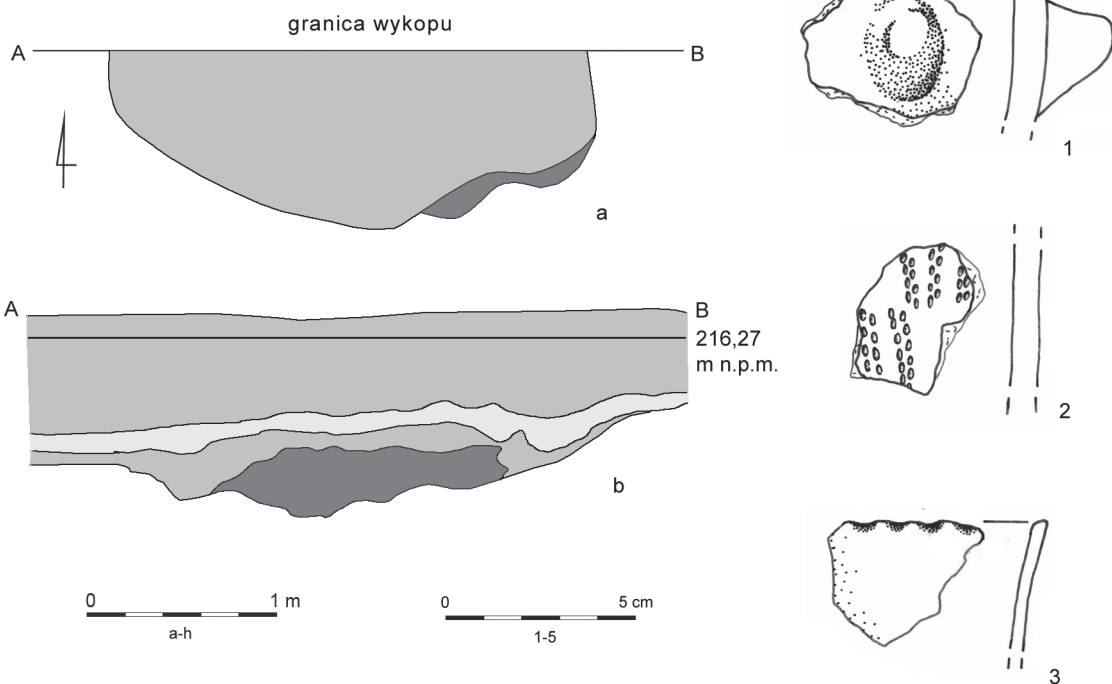 granica wykopu
A B
a
A B
216,27
m n.p.m.
b
0 1 m
a-h
0 5 cm
1-5
1
2
3